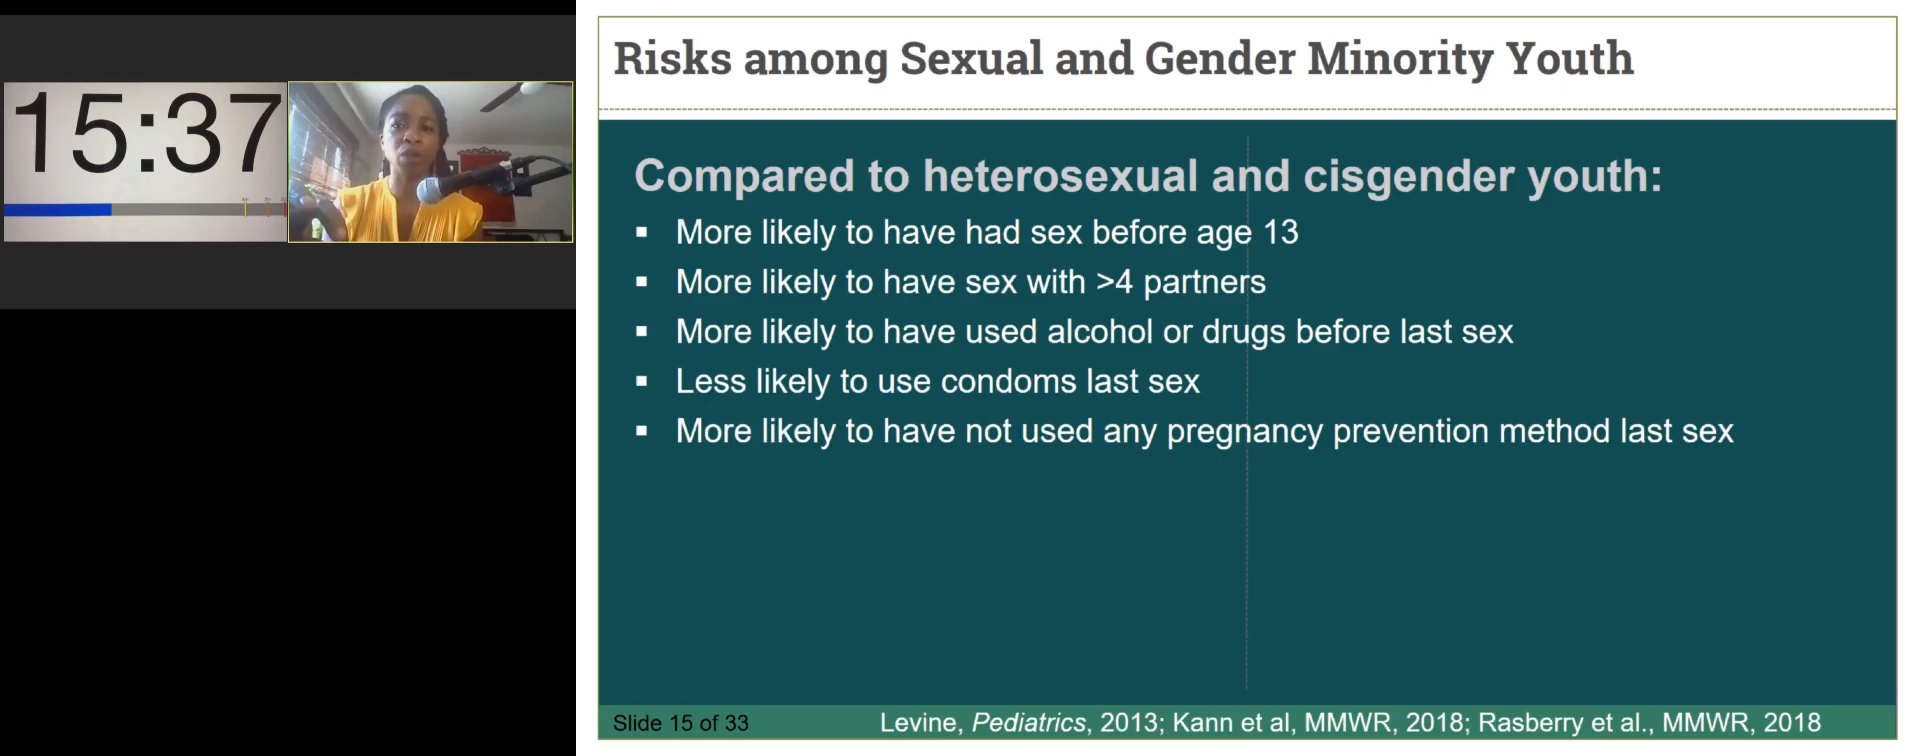 15:37
Risks among Sexual and Gender Minority Youth
Compared to heterosexual and cisgender youth:
▪ More likely to have had sex before age 13
▪ More likely to have sex with >4 partners
▪ More likely to have used alcohol or drugs before last sex
▪ Less likely to use condoms last sex
▪ More likely to have not used any pregnancy prevention method last sex
Slide 15 of 33
Levine, Pediatrics, 2013; Kann et al, MMWR, 2018; Rasberry et al., MMWR, 2018